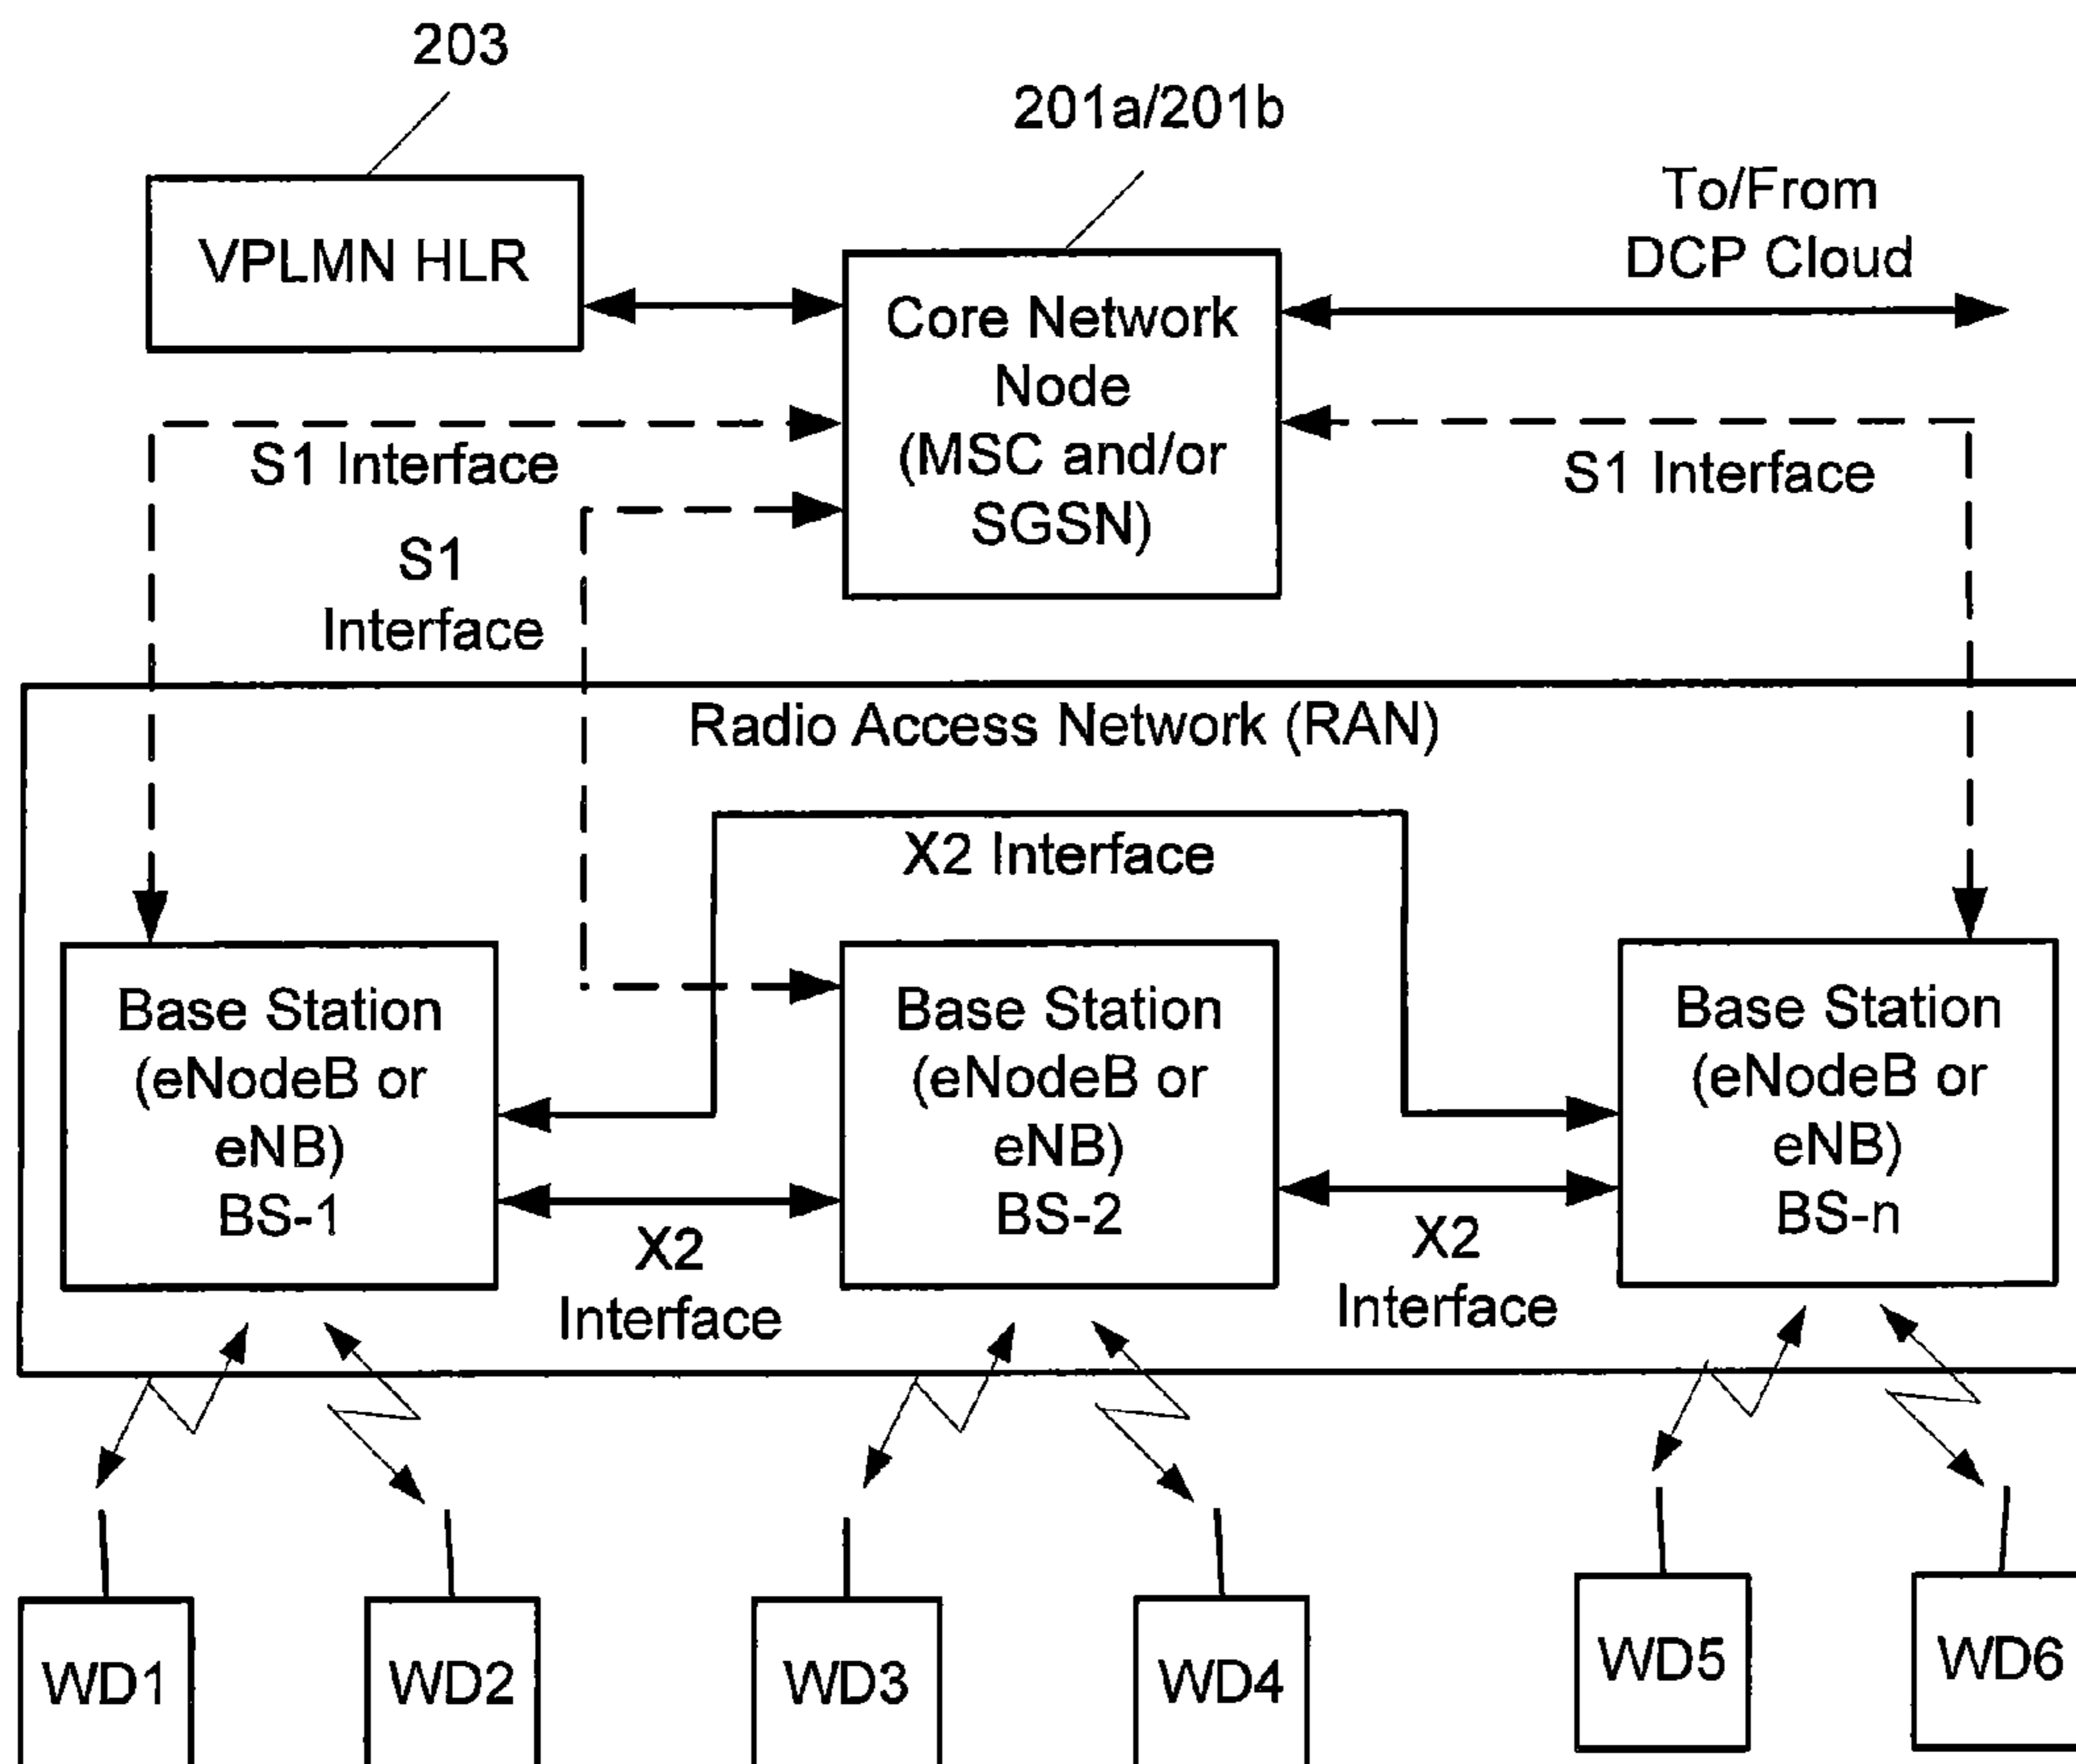 203
201a/201b
To/From
DCP Cloud
VPLMN HLR
Core Network
Node
(MSC and/or
SGSN)
S1 Interface
S1 Interface
S1
Interface
Radio Access Network (RAN)
X2 Interface
Base Station
(eNodeB or
eNB)
BS-1
Base Station
(eNodeB or
eNB)
BS-2
Base Station
(eNodeB or
eNB)
BS-n
X2
Interface
X2
Interface
WD1
WD2
WD3
WD4
WD5
WD6